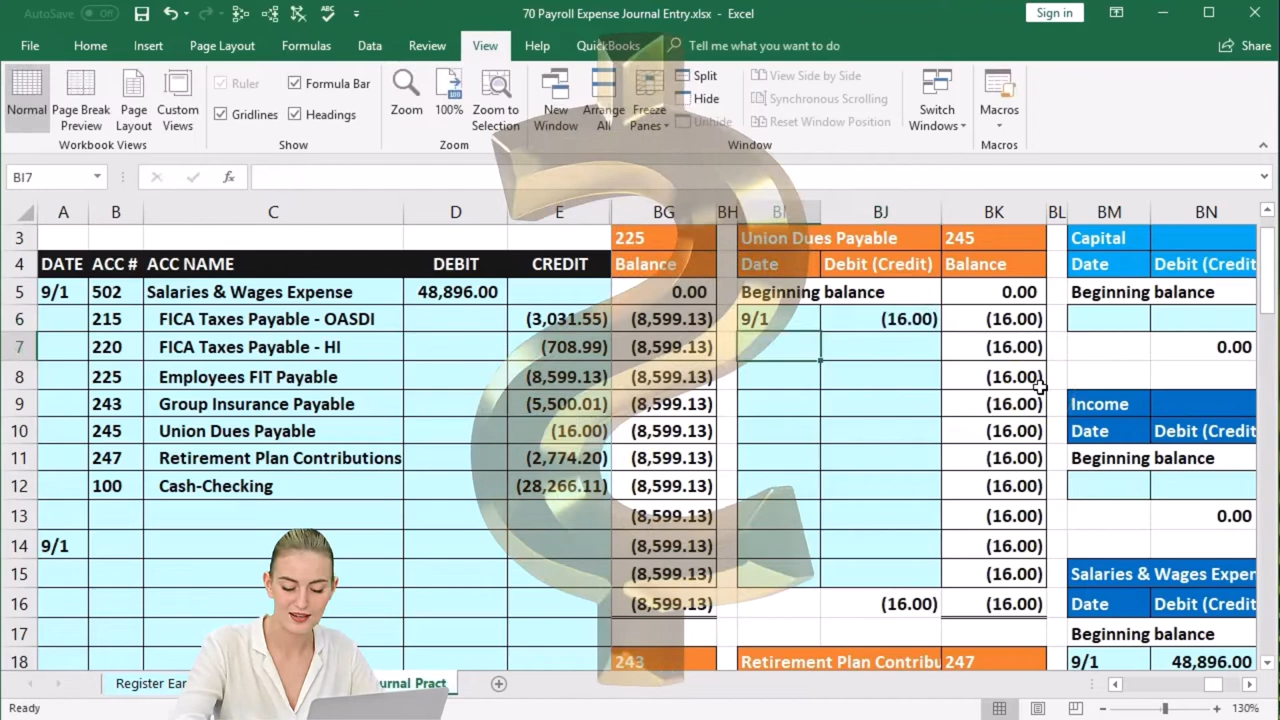 AutoSave Off 70 Payroll Expense Journal Entry.xlsx - Excel Sign in
File Home Insert Page Layout Formulas Data Review View Help QuickBooks Tell me what you want to do Share
Normal Page Break Preview Page Layout Custom Views Ruler Formula Bar Gridlines Headings Zoom 100% Zoom to Selection New Window Arrange All Freeze Panes Split Hide Unhide View Side by Side Synchronous Scrolling Reset Window Position Switch Windows Macros
Workbook Views Show Zoom Window Macros
BI7 fx
A B C D E BG BH BI BJ BK BL BM BN
3 225 Union Dues Payable 245 Capital
4 DATE ACC # ACC NAME DEBIT CREDIT Balance Date Debit (Credit) Balance Date Debit (Credit
5 9/1 502 Salaries & Wages Expense 48,896.00 0.00 Beginning balance 0.00 Beginning balance
6 215 FICA Taxes Payable - OASDI (3,031.55) (8,599.13) 9/1 (16.00) (16.00)
7 220 FICA Taxes Payable - HI (708.99) (8,599.13) (16.00) 0.00
8 225 Employees FIT Payable (8,599.13) (8,599.13) (16.00)
9 243 Group Insurance Payable (5,500.01) (8,599.13) (16.00) Income
10 245 Union Dues Payable (16.00) (8,599.13) (16.00) Date Debit (Credit
11 247 Retirement Plan Contributions (2,774.20) (8,599.13) (16.00) Beginning balance
12 100 Cash-Checking (28,266.11) (8,599.13) (16.00)
13 (8,599.13) (16.00) 0.00
14 9/1 (8,599.13) (16.00)
15 (8,599.13) (16.00) Salaries & Wages Expen
16 (8,599.13) (16.00) (16.00) Date Debit (Credit
17 Beginning balance
18 243 Retirement Plan Contribu 247 9/1 48,896.00
Register Ear urnal Pract
Ready 130%